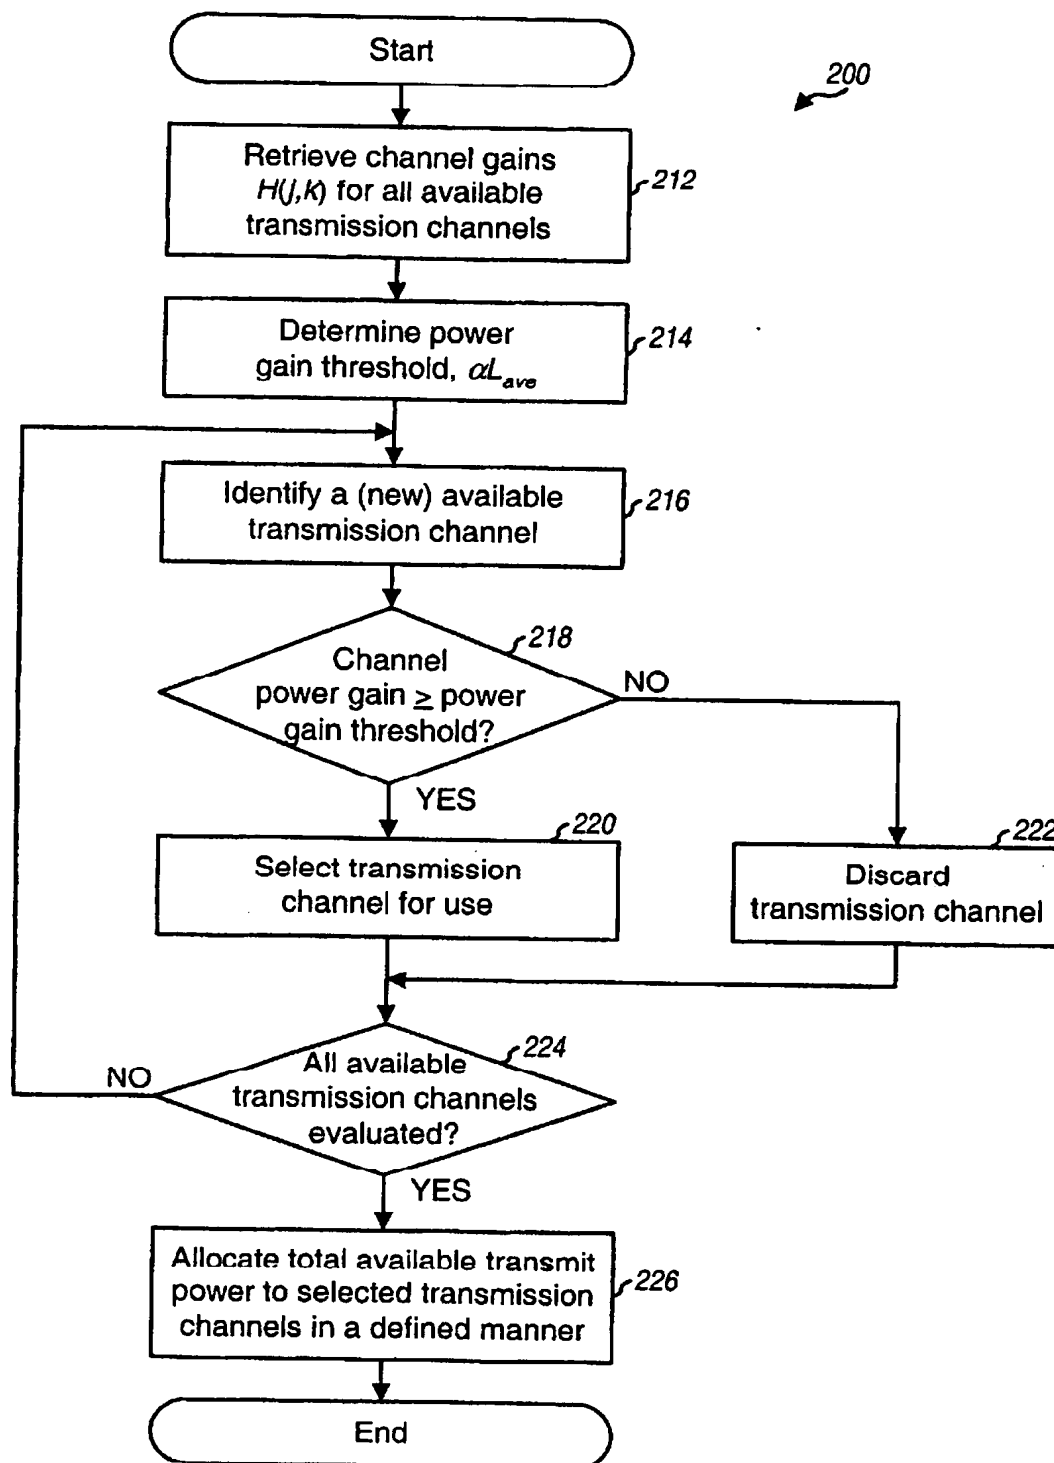 Start
200
Retrieve channel gains
H(j,k) for all available
transmission channels
212
Determine power
gain threshold, αL_ave
214
Identify a (new) available
transmission channel
216
218
Channel
power gain ≥ power
gain threshold?
NO
YES
220
Select transmission
channel for use
222
Discard
transmission channel
224
All available
transmission channels
evaluated?
NO
YES
Allocate total available transmit
power to selected transmission
channels in a defined manner
226
End